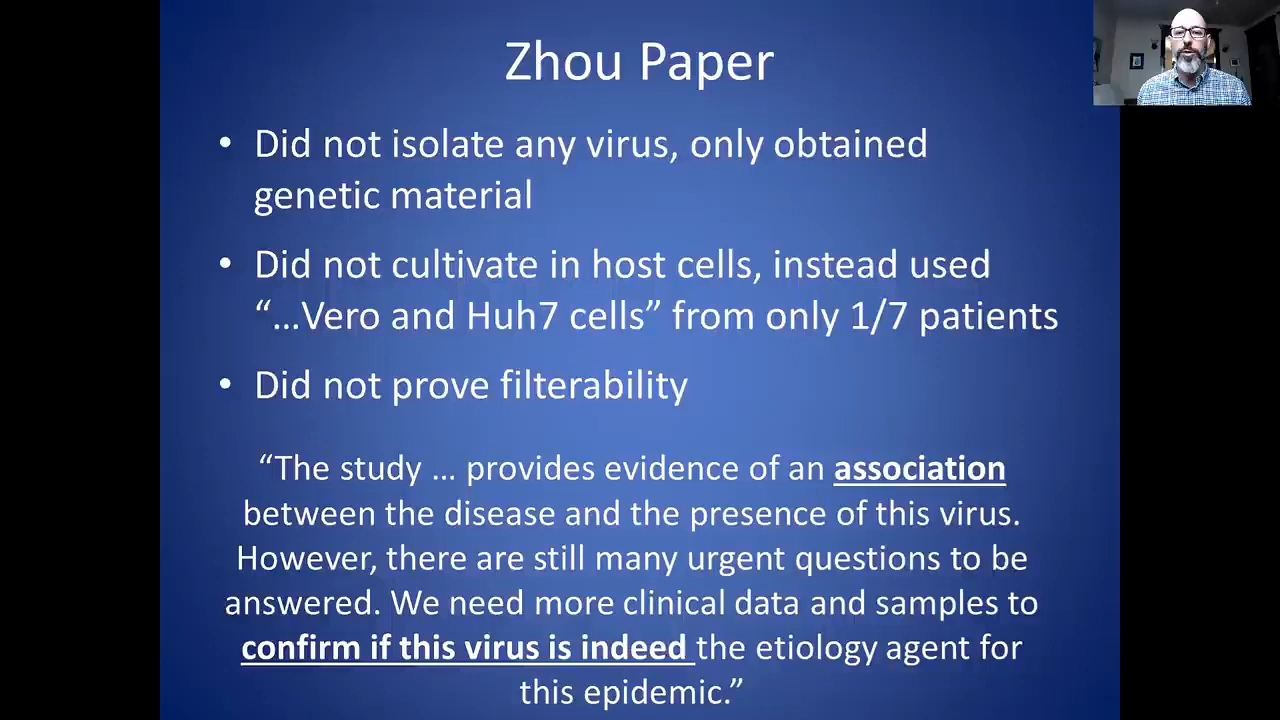 Zhou Paper
• Did not isolate any virus, only obtained
genetic material
• Did not cultivate in host cells, instead used
“…Vero and Huh7 cells” from only 1/7 patients
• Did not prove filterability
“The study … provides evidence of an association
between the disease and the presence of this virus.
However, there are still many urgent questions to be
answered. We need more clinical data and samples to
confirm if this virus is indeed the etiology agent for
this epidemic.”